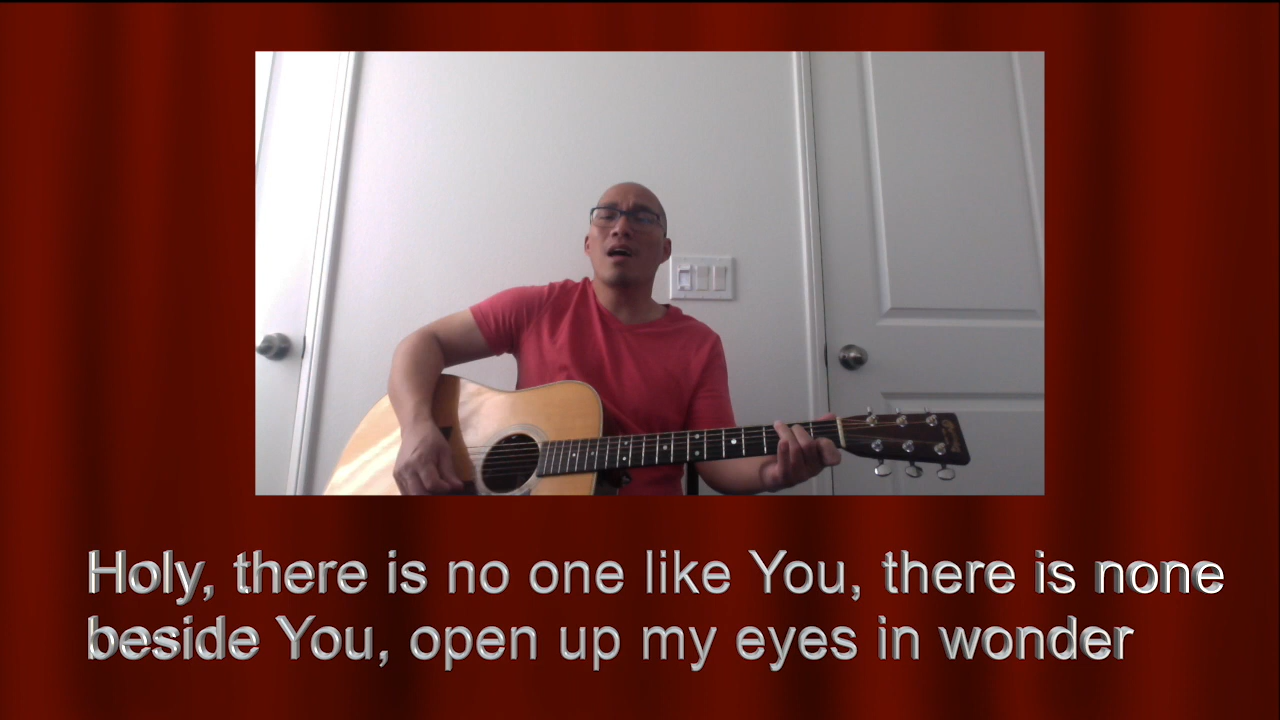 Holy, there is no one like You, there is none
beside You, open up my eyes in wonder